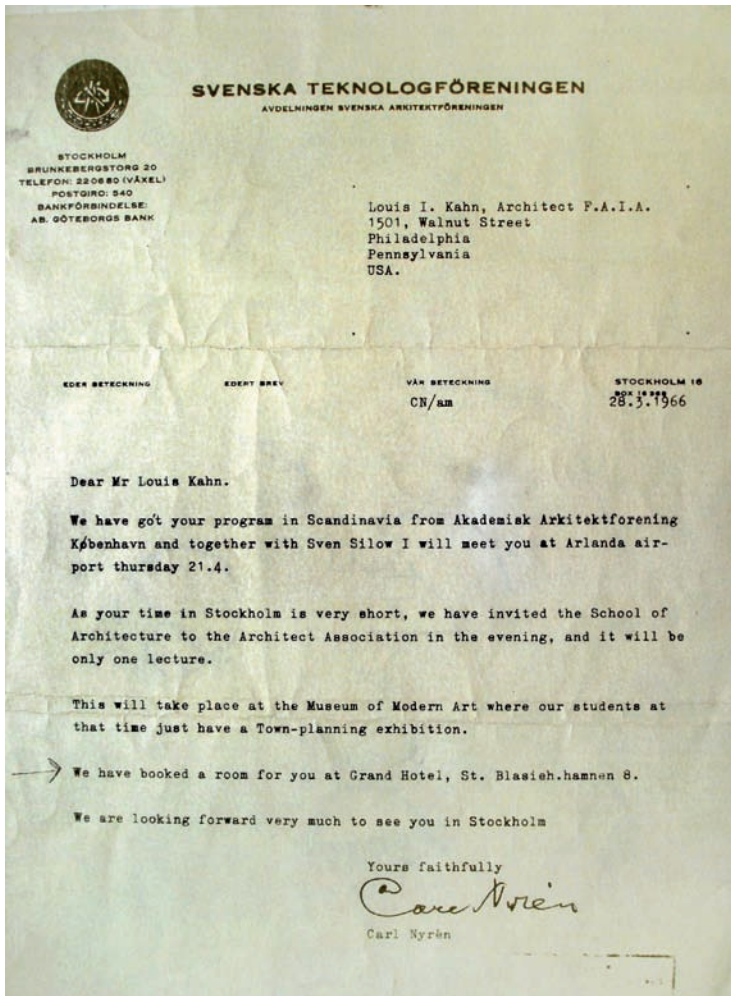 SVENSKA TEKNOLOGFÖRENINGEN
AVDELNINGEN SVENSKA ARKITEKTFÖRENINGEN
STOCKHOLM
BRUNKEBERGSTORG 20
TELEFON: 220680 (VÄXEL)
POSTGIRO: 540
BANKFÖRBINDELSE:
AB. GÖTEBORGS BANK
Louis I. Kahn, Architect F.A.I.A.
1501, Walnut Street
Philadelphia
Pennsylvania
USA.
EDER BETECKNING EDERT BREV VÅR BETECKNING STOCKHOLM 16
BOX
CN/am 28.3.1966
Dear Mr Louis Kahn.
We have got your program in Scandinavia from Akademisk Arkitektforening
København and together with Sven Silow I will meet you at Arlanda air-
port thursday 21.4.
As your time in Stockholm is very short, we have invited the School of
Architecture to the Architect Association in the evening, and it will be
only one lecture.
This will take place at the Museum of Modern Art where our students at
that time just have a Town-planning exhibition.
We have booked a room for you at Grand Hotel, St. Blasieh.hamnen 8.
We are looking forward very much to see you in Stockholm
Yours faithfully
Carl Nyrén
Carl Nyrén